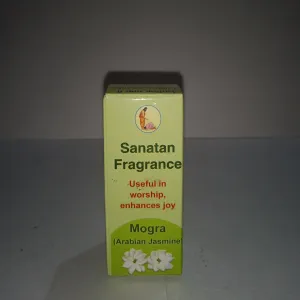 Sanatan
Fragrance
Useful in
worship,
enhances joy
Mogra
(Arabian Jasmine)